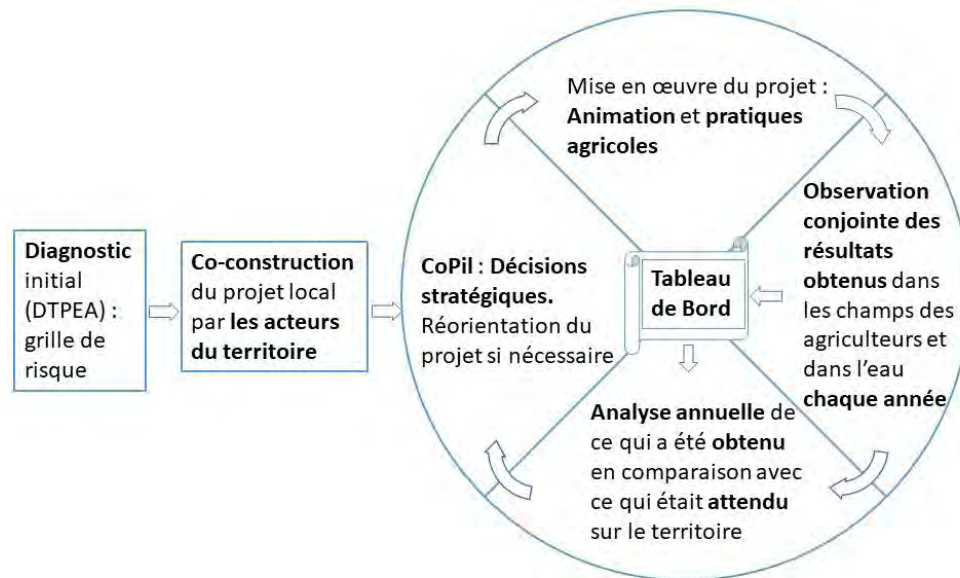 Diagnostic
initial
(DTPEA) :
grille de
risque
Co-construction
du projet local
par les acteurs
du territoire
CoPil : Décisions
stratégiques.
Réorientation du
projet si nécessaire
Mise en œuvre du projet :
Animation et pratiques
agricoles
Observation
conjointe des
résultats
obtenus dans
les champs des
agriculteurs et
dans l'eau
chaque année
Tableau
de Bord
Analyse annuelle de
ce qui a été obtenu
en comparaison avec
ce qui était attendu
sur le territoire